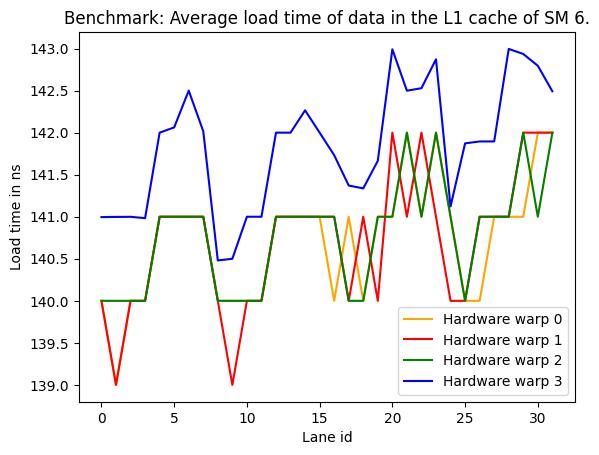 Benchmark: Average load time of data in the L1 cache of SM 6.
143.0
142.5
142.0
141.5
141.0
140.5
140.0
139.5
139.0
Load time in ns
Hardware warp 0
Hardware warp 1
Hardware warp 2
Hardware warp 3
0 5 10 15 20 25 30
Lane id